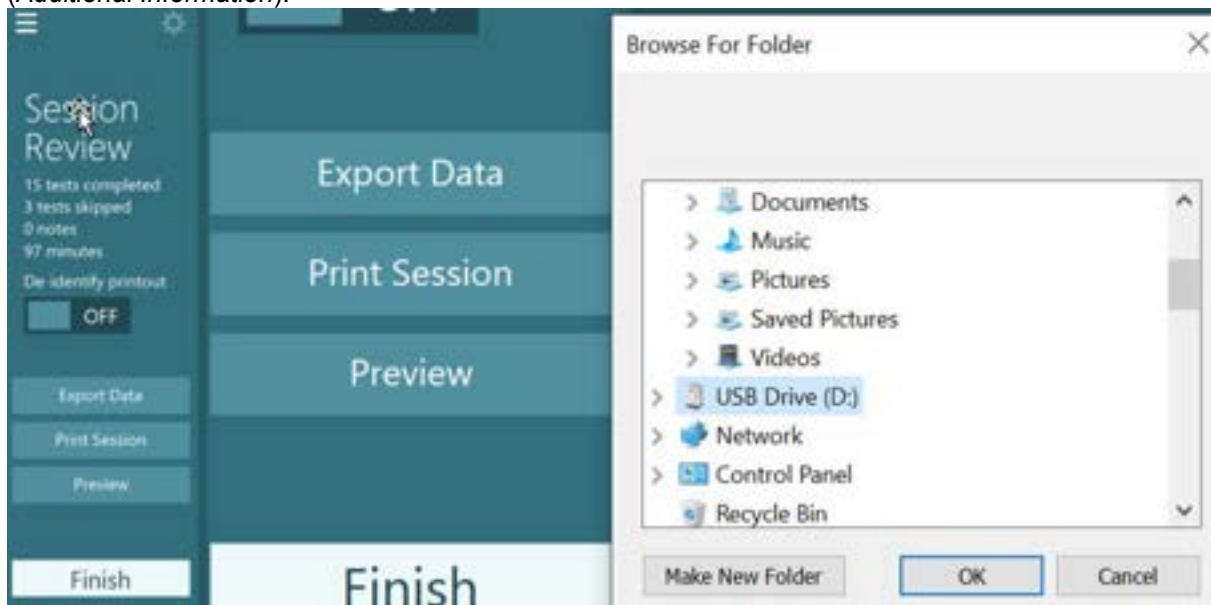 (Additional Information).
Session
Review
15 tests completed
3 tests skipped
0 notes
97 minutes
De-identify printout
OFF
Export Data
Print Session
Preview
Finish
Export Data
Print Session
Preview
Finish
Browse For Folder
Documents
Music
Pictures
Saved Pictures
Videos
USB Drive (D:)
Network
Control Panel
Recycle Bin
Make New Folder
OK
Cancel